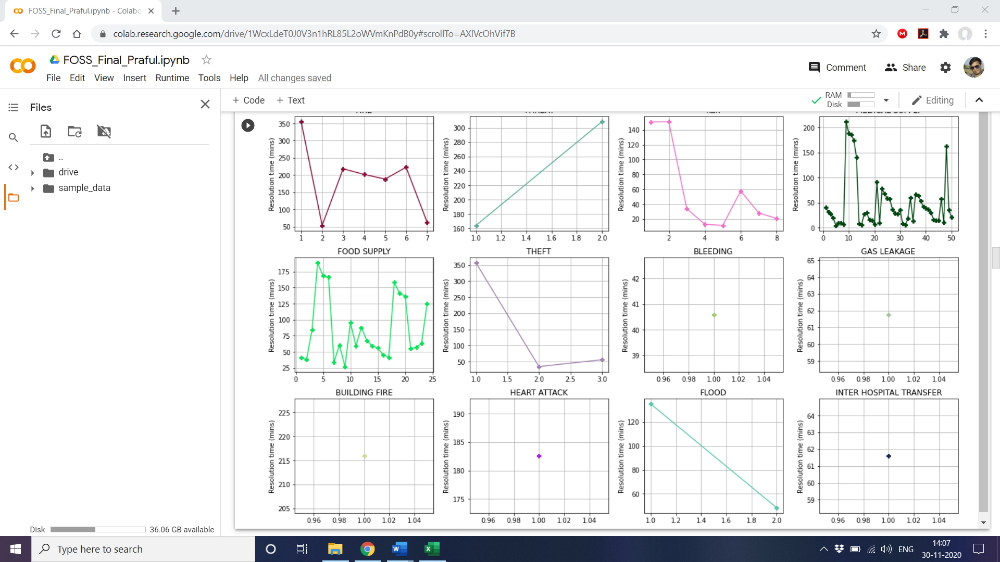 FOSS_Final_Praful.ipynb - Colabo
colab.research.google.com/drive/1WcxLdeT0J0V3n1hRL85L2oWVmKnPdB0y#scrollTo=AXlVcOhVif7B
FOSS_Final_Praful.ipynb
File Edit View Insert Runtime Tools Help All changes saved
Comment Share
Files
+ Code + Text
RAM
Disk
Editing
..
drive
sample_data
FIRE THREAT nan MEDICAL SUPPLY
Resolution time (mins)
350
300
250
200
150
100
50
1 2 3 4 5 6 7
Resolution time (mins)
300
280
260
240
220
200
180
160
1.0 1.2 1.4 1.6 1.8 2.0
Resolution time (mins)
140
120
100
80
60
40
20
2 4 6 8
Resolution time (mins)
200
150
100
50
0
0 10 20 30 40 50
FOOD SUPPLY
Resolution time (mins)
175
150
125
100
75
50
25
0 5 10 15 20 25
THEFT
Resolution time (mins)
350
300
250
200
150
100
50
1.0 1.5 2.0 2.5 3.0
BLEEDING
Resolution time (mins)
42
41
40
39
0.96 0.98 1.00 1.02 1.04
GAS LEAKAGE
Resolution time (mins)
65
64
63
62
61
60
59
0.96 0.98 1.00 1.02 1.04
BUILDING FIRE
Resolution time (mins)
225
220
215
210
205
0.96 0.98 1.00 1.02 1.04
HEART ATTACK
Resolution time (mins)
190
185
180
175
0.96 0.98 1.00 1.02 1.04
FLOOD
Resolution time (mins)
120
100
80
60
1.0 1.2 1.4 1.6 1.8 2.0
INTER HOSPITAL TRANSFER
Resolution time (mins)
64
63
62
61
60
59
0.96 0.98 1.00 1.02 1.04
Disk 36.06 GB available
Type here to search
ENG
14:07
30-11-2020